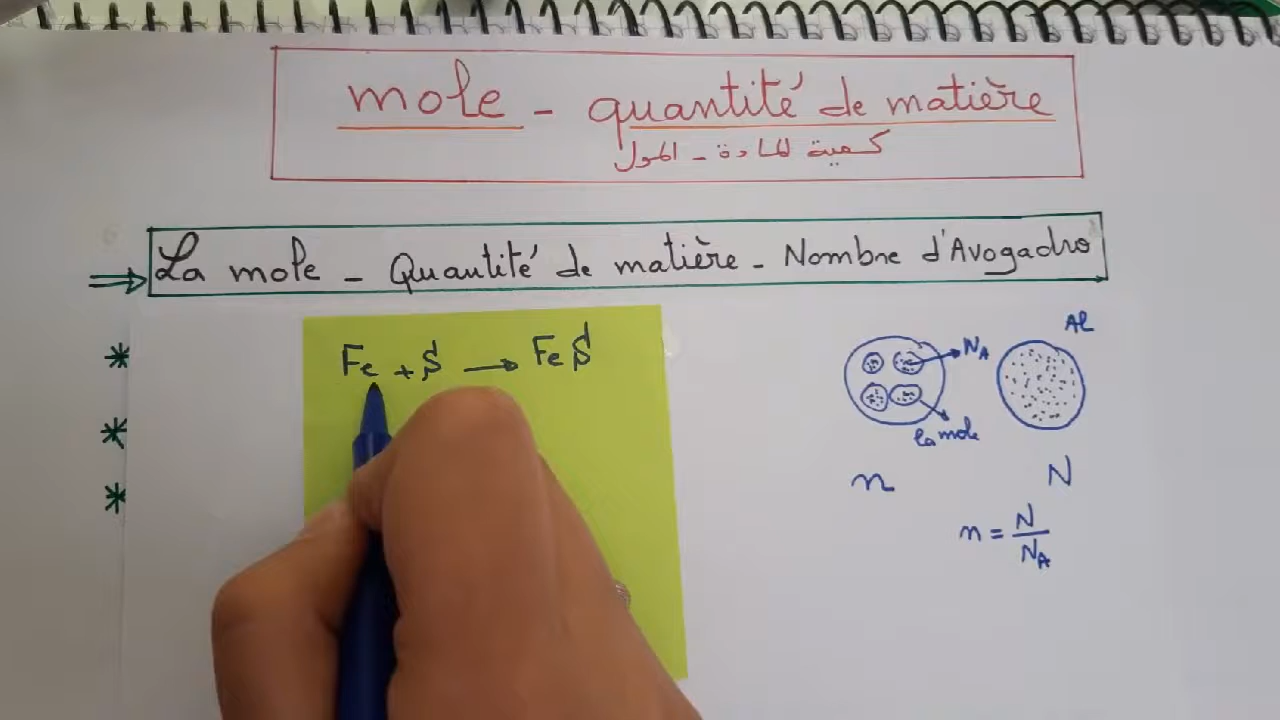 mole - quantité de matière
كمية المادة - المول
La mole - Quantité de matière - Nombre d'Avogadro
*
*
*
Fe + S → Fe S
Al
NA
la mole
n
N
n = N / NA